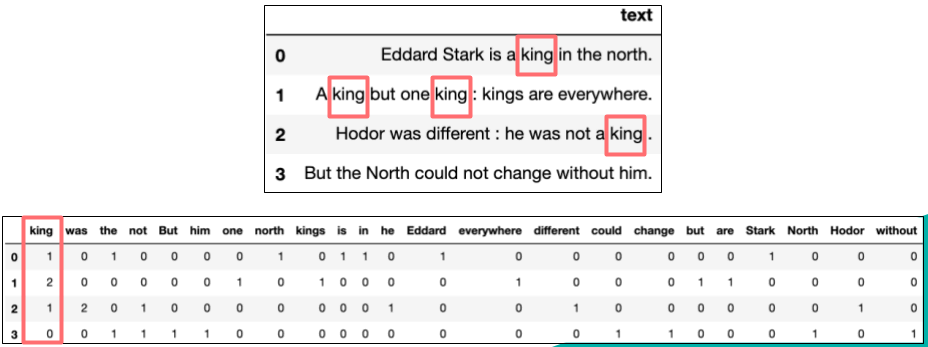 text
0 Eddard Stark is a king in the north.
1 A king but one king : kings are everywhere.
2 Hodor was different : he was not a king .
3 But the North could not change without him.
king was the not But him one north kings is in he Eddard everywhere different could change but are Stark North Hodor without
0 1 0 1 0 0 0 0 1 0 1 1 0 1 0 0 0 0 0 0 1 0 0 0
1 2 0 0 0 0 0 1 0 1 0 0 0 0 1 0 0 0 1 1 0 0 0 0
2 1 2 0 1 0 0 0 0 0 0 0 1 0 0 1 0 0 0 0 0 0 1 0
3 0 0 1 1 1 1 0 0 0 0 0 0 0 0 0 1 1 0 0 0 1 0 1